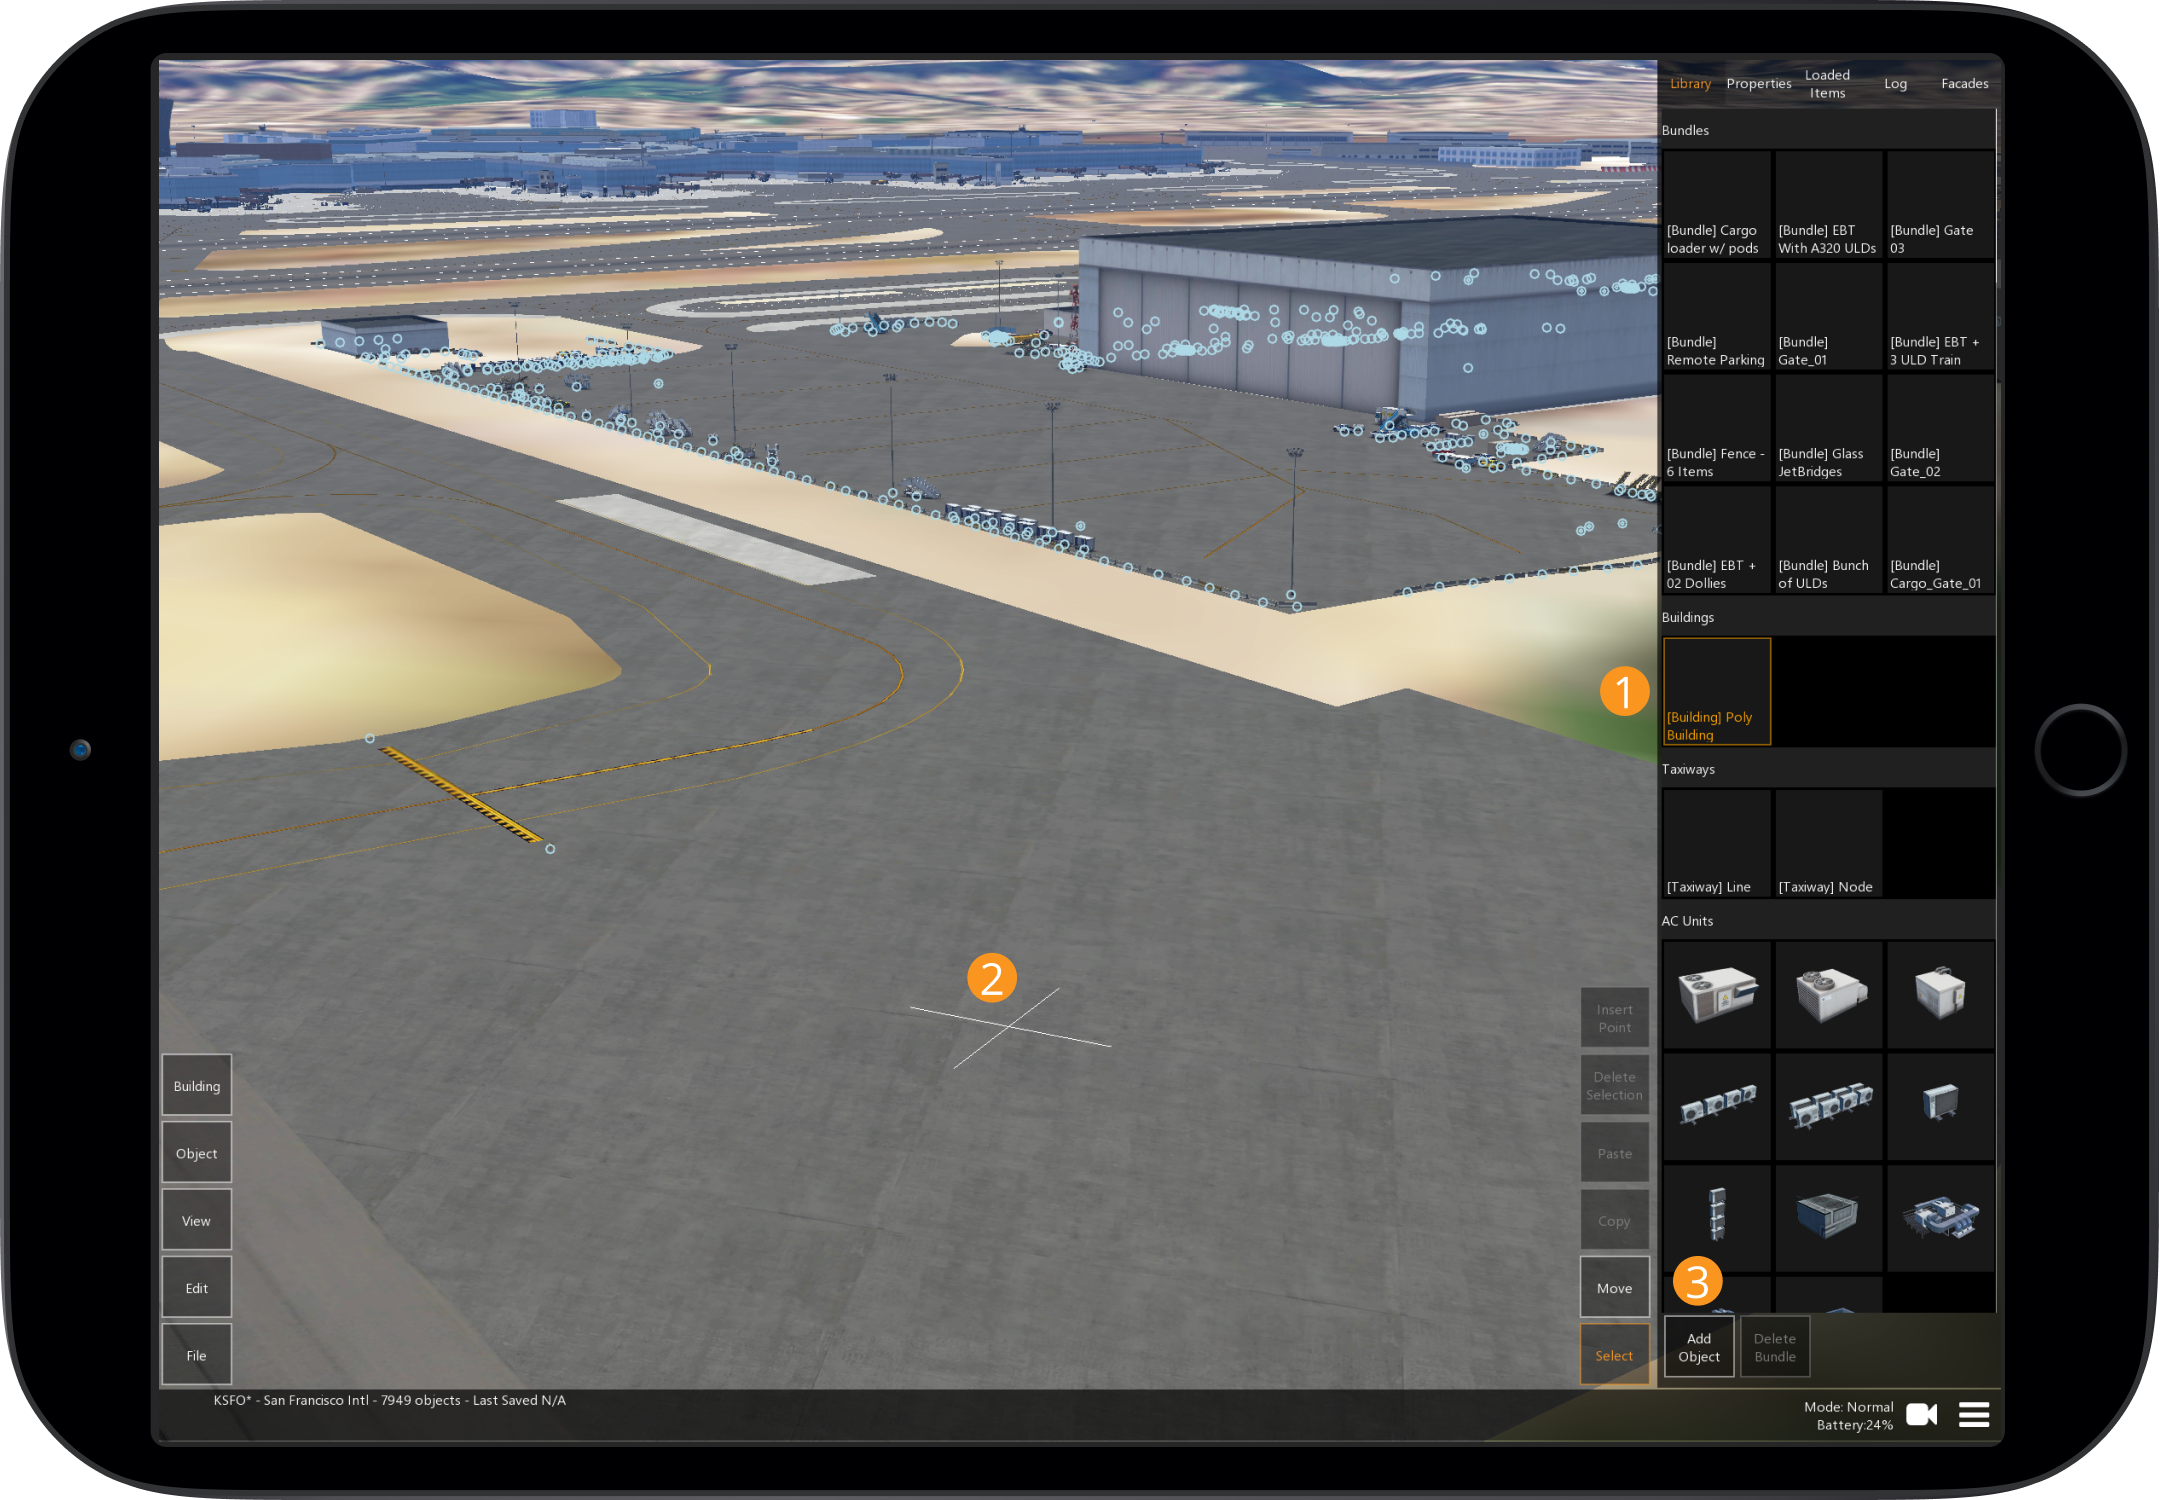 Library
Properties
Loaded
Items
Log
Facades
Bundles
[Bundle] Cargo
loader w/ pods
[Bundle] EBT
With A320 ULDs
[Bundle] Gate
03
[Bundle]
Remote Parking
[Bundle]
Gate_01
[Bundle] EBT +
3 ULD Train
[Bundle] Fence -
6 Items
[Bundle] Glass
JetBridges
[Bundle]
Gate_02
[Bundle] EBT +
02 Dollies
[Bundle] Bunch
of ULDs
[Bundle]
Cargo_Gate_01
Buildings
1
[Building] Poly
Building
Taxiways
[Taxiway] Line
[Taxiway] Node
AC Units
2
Insert
Point
Delete
Selection
Paste
Copy
Move
Select
Building
Object
View
Edit
File
3
Add
Object
Delete
Bundle
KSFO* - San Francisco Intl - 7949 objects - Last Saved N/A
Mode: Normal
Battery:24%